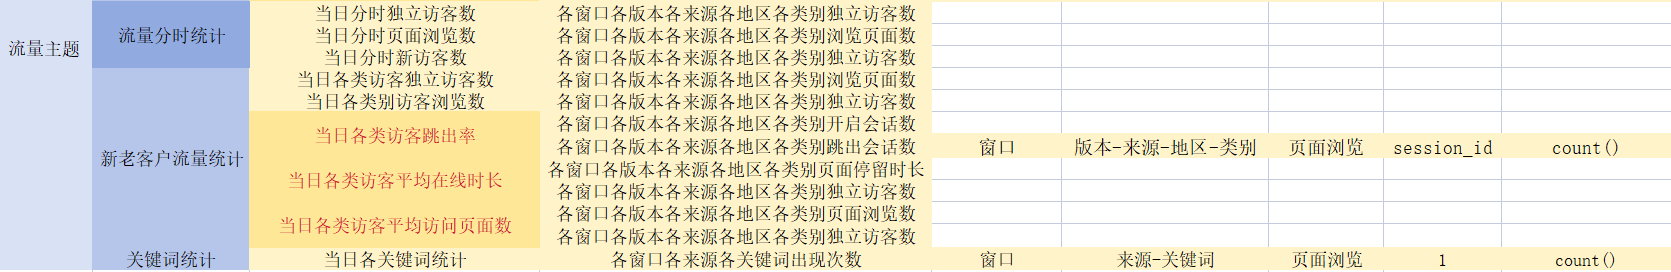 流量主题
流量分时统计
当日分时独立访客数 各窗口各版本各来源各地区各类别独立访客数
当日分时页面浏览数 各窗口各版本各来源各地区各类别浏览页面数
当日分时新访客数 各窗口各版本各来源各地区各类别独立访客数
新老客户流量统计
当日各类访客独立访客数 各窗口各版本各来源各地区各类别浏览页面数
当日各类别访客浏览数 各窗口各版本各来源各地区各类别独立访客数
当日各类访客跳出率
各窗口各版本各来源各地区各类别开启会话数
各窗口各版本各来源各地区各类别跳出会话数 窗口 版本-来源-地区-类别 页面浏览 session_id count()
当日各类访客平均在线时长
各窗口各版本各来源各地区各类别页面停留时长
各窗口各版本各来源各地区各类别独立访客数
当日各类访客平均访问页面数
各窗口各版本各来源各地区各类别页面浏览数
各窗口各版本各来源各地区各类别独立访客数
关键词统计 当日各关键词统计 各窗口各来源各关键词出现次数 窗口 来源-关键词 页面浏览 1 count()